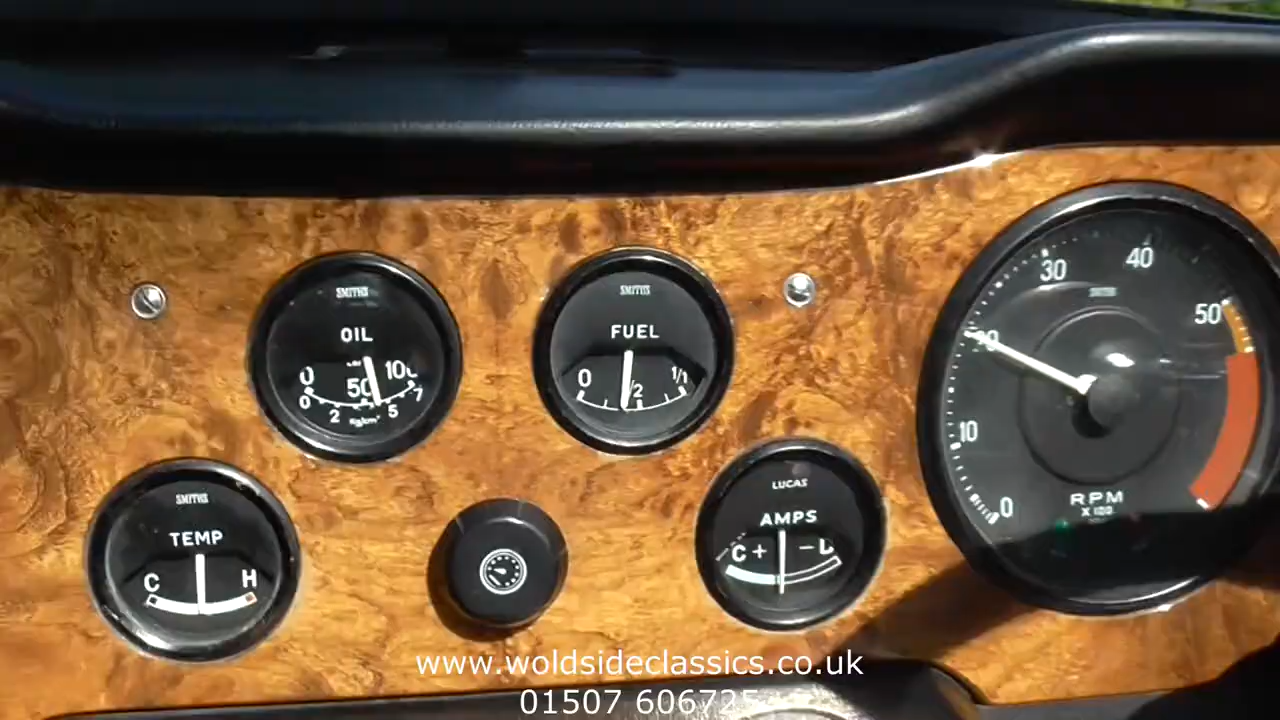 SMITHS
OIL
0 50 100
0 2 5 7
Kg/cm²
SMITHS
FUEL
0 1/2 1/1
SMITHS
TEMP
C H
LUCAS
AMPS
C + - D
0 10 20 30 40 50
SMITHS
RPM
X 100
www.woldsideclassics.co.uk
01507 606725